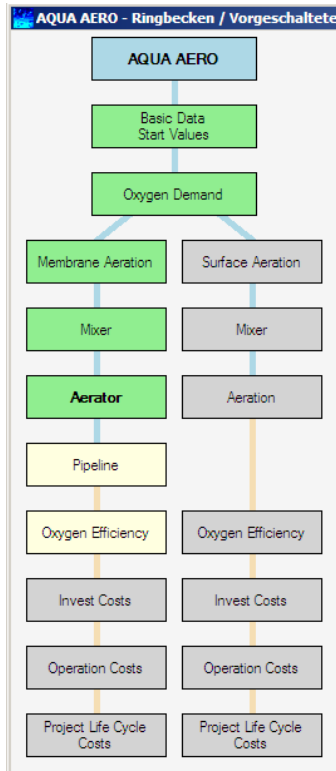 AQUA AERO - Ringbecken / Vorgeschaltete
AQUA AERO
Basic Data
Start Values
Oxygen Demand
Membrane Aeration
Surface Aeration
Mixer
Mixer
Aerator
Aeration
Pipeline
Oxygen Efficiency
Oxygen Efficiency
Invest Costs
Invest Costs
Operation Costs
Operation Costs
Project Life Cycle
Costs
Project Life Cycle
Costs